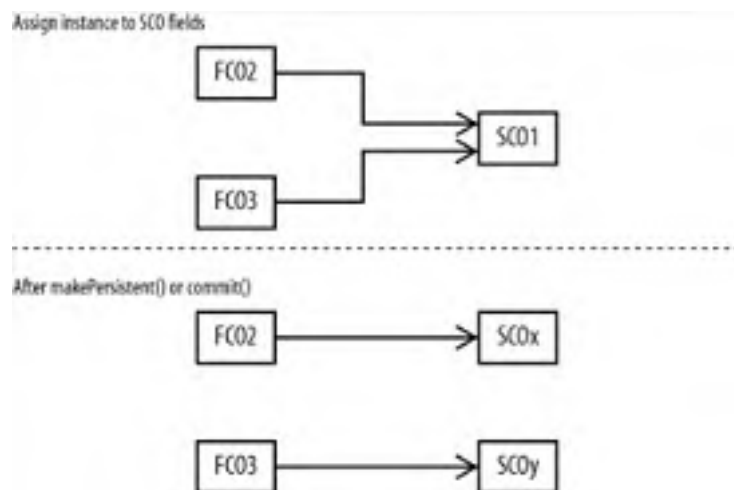 Assign instance to SCO fields
FCO2
SCO1
FCO3
After makePersistent() or commit()
FCO2
SCOx
FCO3
SCOy